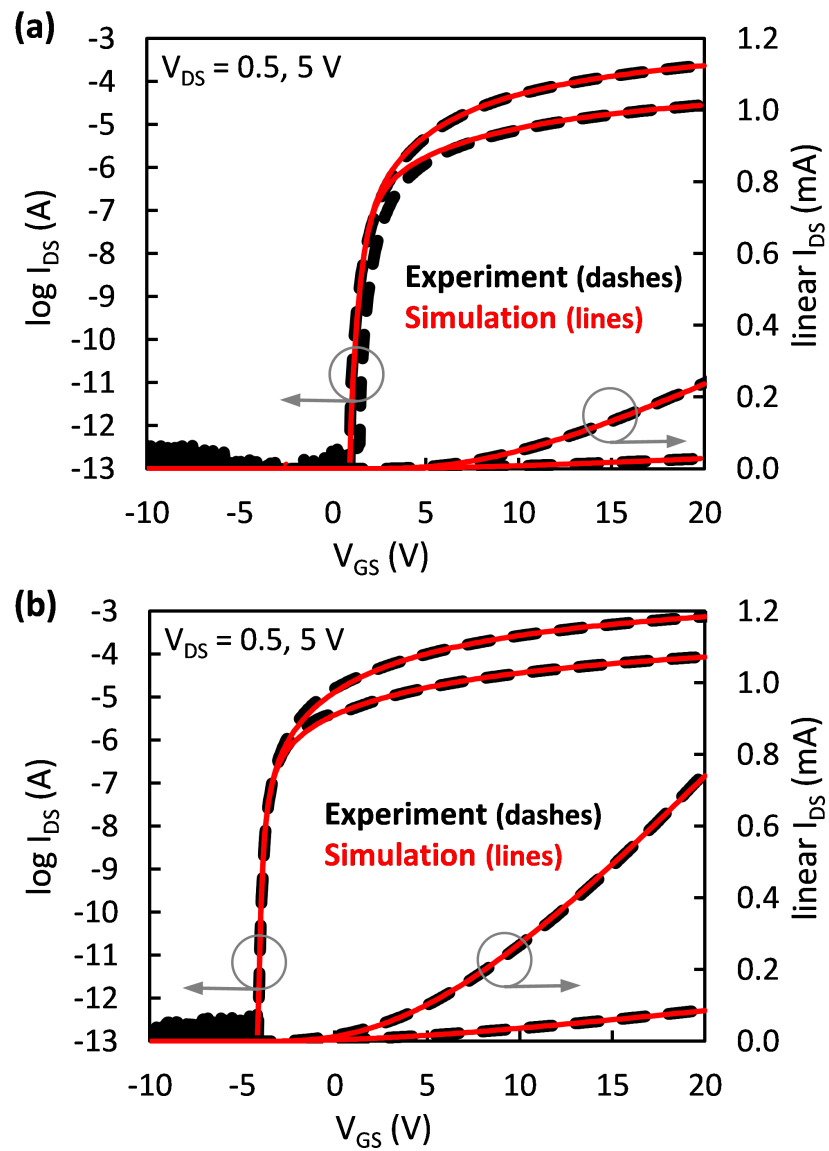 (a)
V_DS = 0.5, 5 V
-3
-4
-5
-6
-7
-8
-9
-10
-11
-12
-13
log I_DS (A)
1.2
1.0
0.8
0.6
0.4
0.2
0.0
linear I_DS (mA)
Experiment (dashes)
Simulation (lines)
-10 -5 0 5 10 15 20
V_GS (V)
(b)
V_DS = 0.5, 5 V
-3
-4
-5
-6
-7
-8
-9
-10
-11
-12
-13
log I_DS (A)
1.2
1.0
0.8
0.6
0.4
0.2
0.0
linear I_DS (mA)
Experiment (dashes)
Simulation (lines)
-10 -5 0 5 10 15 20
V_GS (V)